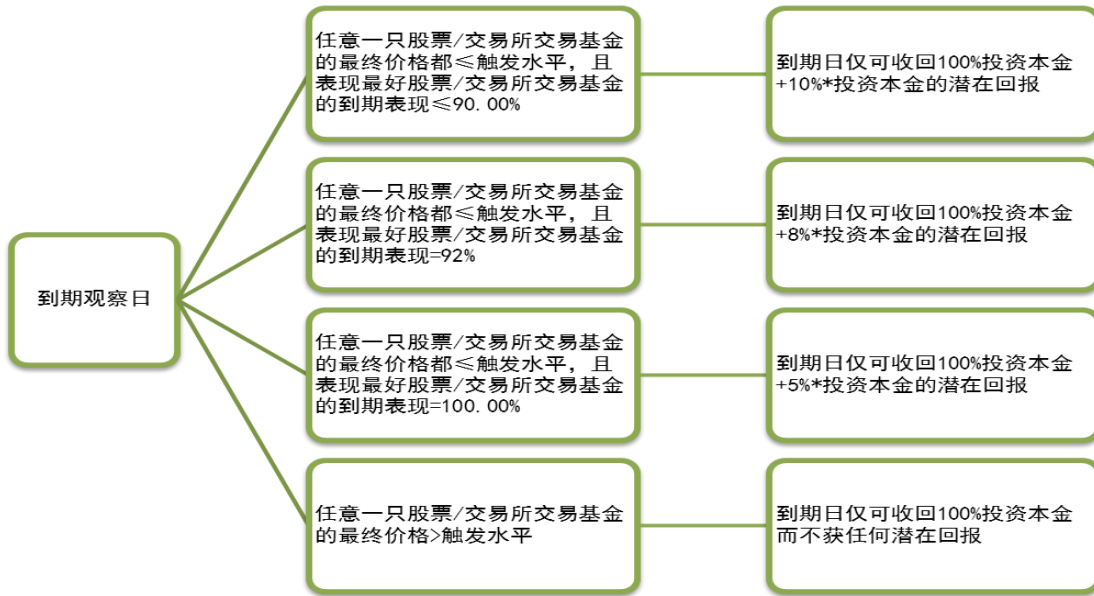 任意一只股票/交易所交易基金
的最终价格都≤触发水平，且
表现最好股票/交易所交易基金
的到期表现≤90.00%
到期日仅可收回100%投资本金
+10%*投资本金的潜在回报
任意一只股票/交易所交易基金
的最终价格都≤触发水平，且
表现最好股票/交易所交易基金
的到期表现=92%
到期日仅可收回100%投资本金
+8%*投资本金的潜在回报
到期观察日
任意一只股票/交易所交易基金
的最终价格都≤触发水平，且
表现最好股票/交易所交易基金
的到期表现=100.00%
到期日仅可收回100%投资本金
+5%*投资本金的潜在回报
任意一只股票/交易所交易基金
的最终价格>触发水平
到期日仅可收回100%投资本金
而不获任何潜在回报